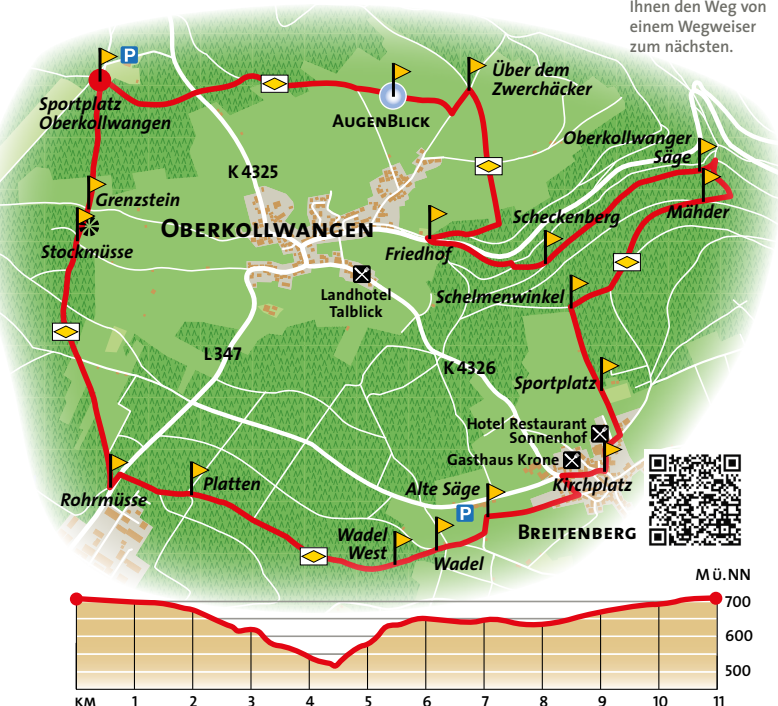 Ihnen den Weg von
einem Wegweiser
zum nächsten.
P
Sportplatz
Oberkollwangen
AugenBlick
Über dem
Zwerchäcker
Oberkollwanger
Säge
K 4325
Grenzstein
Stockmüsse
Oberkollwangen
Friedhof
Scheckenberg
Mähder
Landhotel
Talblick
Schelmenwinkel
L 347
K 4326
Sportplatz
Hotel Restaurant
Sonnenhof
Gasthaus Krone
Kirchplatz
Rohrmüsse
Platten
Alte Säge
P
Wadel
West
Wadel
Breitenberg
M ü.NN
700
600
500
KM 1 2 3 4 5 6 7 8 9 10 11